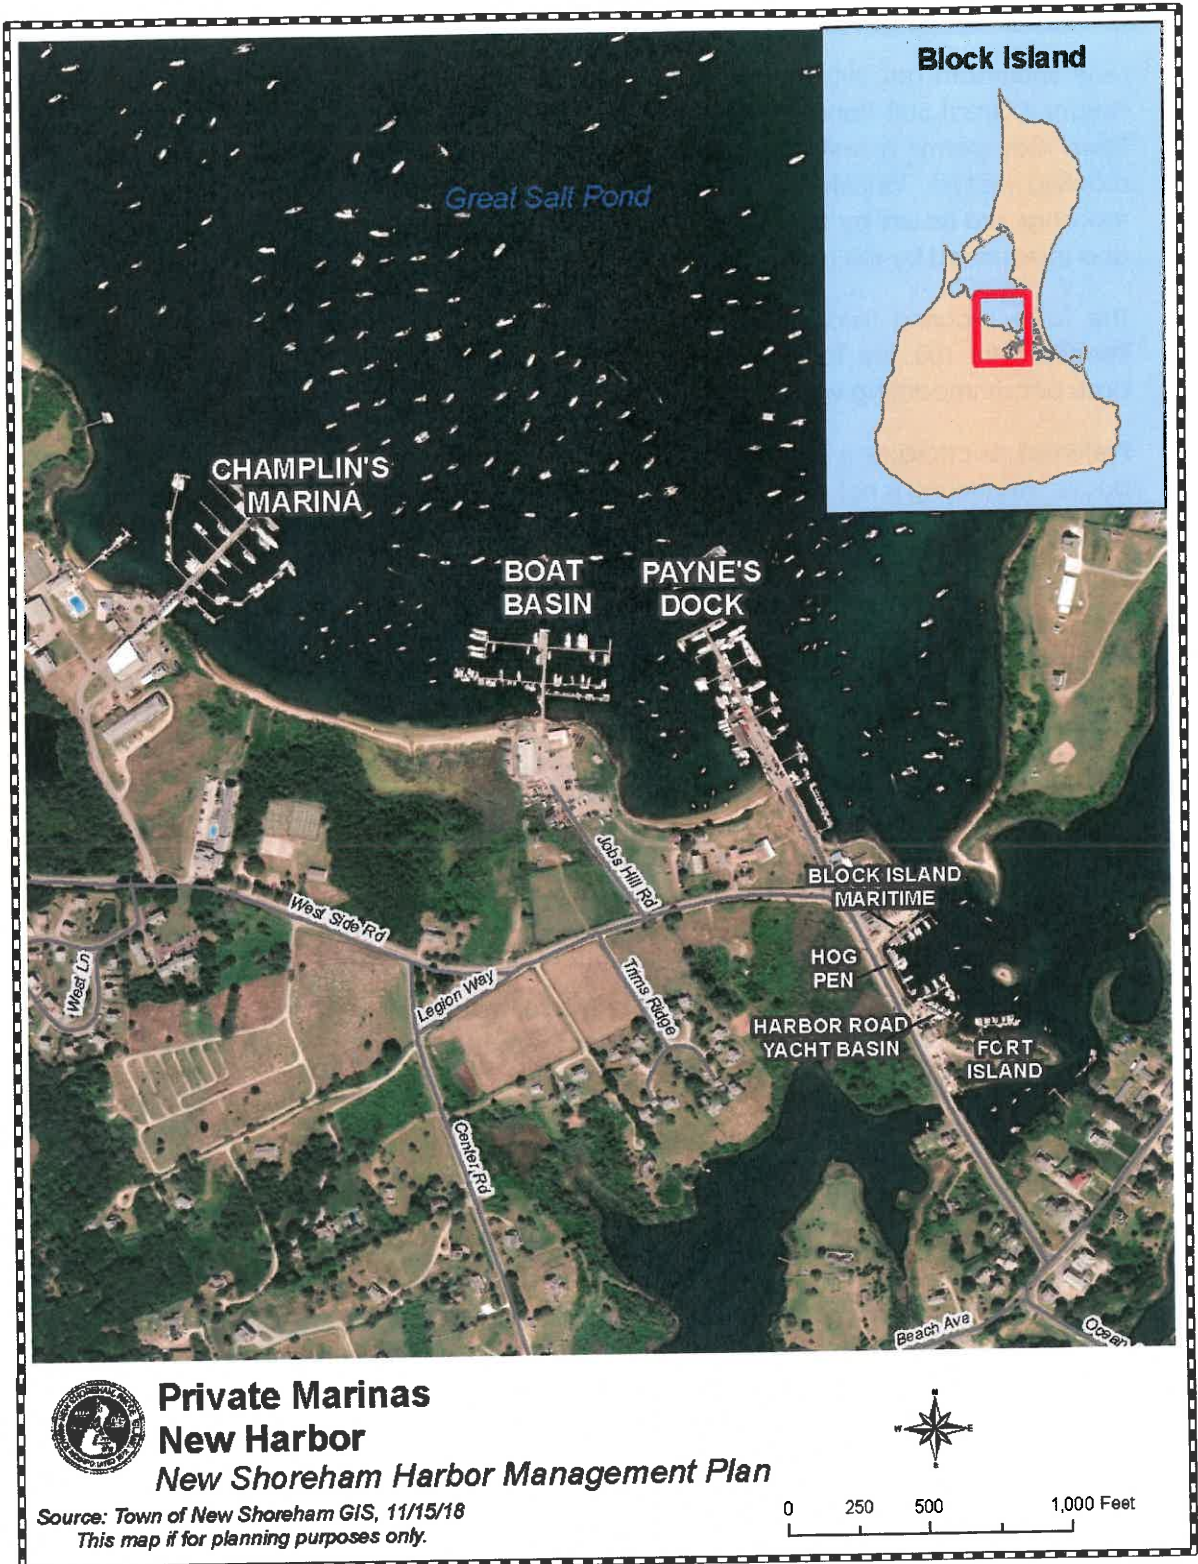 Block Island
Great Salt Pond
CHAMPLIN'S
MARINA
BOAT
BASIN
PAYNE'S
DOCK
Jobs Hill Rd
BLOCK ISLAND
MARITIME
West Side Rd
West Ln
Legion Way
Trims Ridge
HOG
PEN
HARBOR ROAD
YACHT BASIN
FORT
ISLAND
Center Rd
Beach Ave
Ocean
Private Marinas
New Harbor
New Shoreham Harbor Management Plan
Source: Town of New Shoreham GIS, 11/15/18
This map if for planning purposes only.
N
W E
S
0 250 500 1,000 Feet